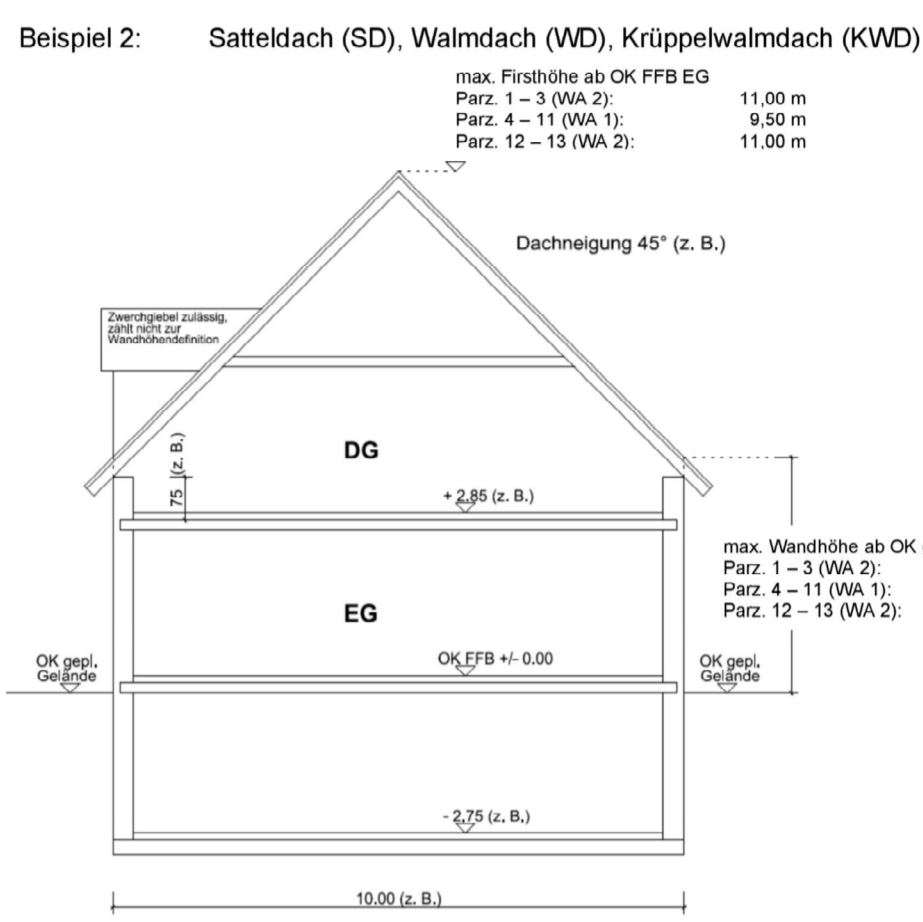 Beispiel 2: Satteldach (SD), Walmdach (WD), Krüppelwalmdach (KWD)
max. Firsthöhe ab OK FFB EG
Parz. 1 – 3 (WA 2): 11,00 m
Parz. 4 – 11 (WA 1): 9,50 m
Parz. 12 – 13 (WA 2): 11,00 m
Dachneigung 45° (z. B.)
Zwerchgiebel zulässig,
zählt nicht zur
Wandhöhendefinition
DG
75 (z. B.)
+ 2,85 (z. B.)
max. Wandhöhe ab OK
Parz. 1 – 3 (WA 2):
Parz. 4 – 11 (WA 1):
Parz. 12 – 13 (WA 2):
EG
OK gepl.
Gelände
OK FFB +/- 0.00
OK gepl.
Gelände
- 2,75 (z. B.)
10.00 (z. B.)